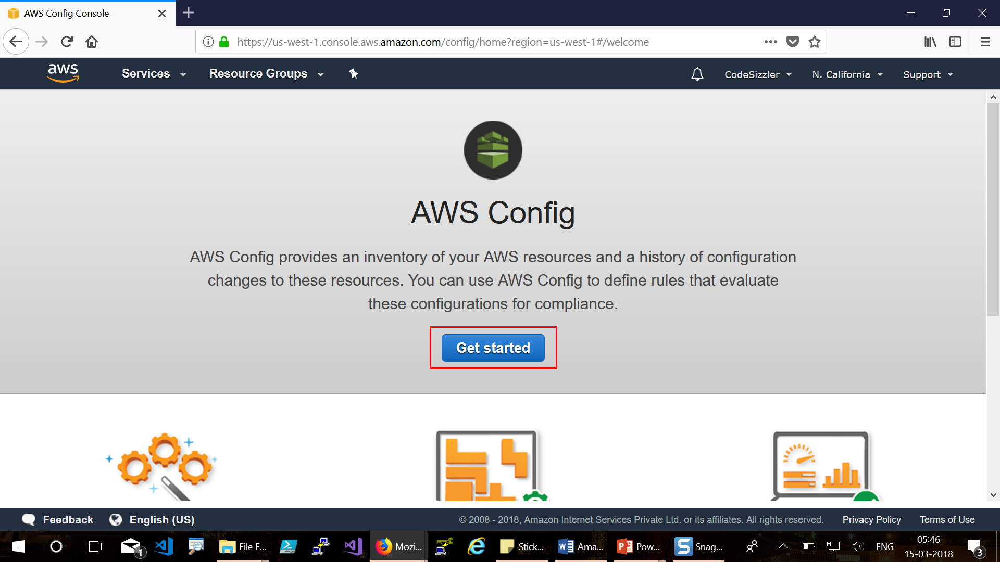 AWS Config Console
https://us-west-1.console.aws.amazon.com/config/home?region=us-west-1#/welcome
aws
Services
Resource Groups
CodeSizzler
N. California
Support
AWS Config
AWS Config provides an inventory of your AWS resources and a history of configuration
changes to these resources. You can use AWS Config to define rules that evaluate
these configurations for compliance.
Get started
Feedback
English (US)
© 2008 - 2018, Amazon Internet Services Private Ltd. or its affiliates. All rights reserved.
Privacy Policy
Terms of Use
1
File E...
Mozi...
Stick...
Ama...
Pow...
Snag...
ENG
05:46
15-03-2018
3